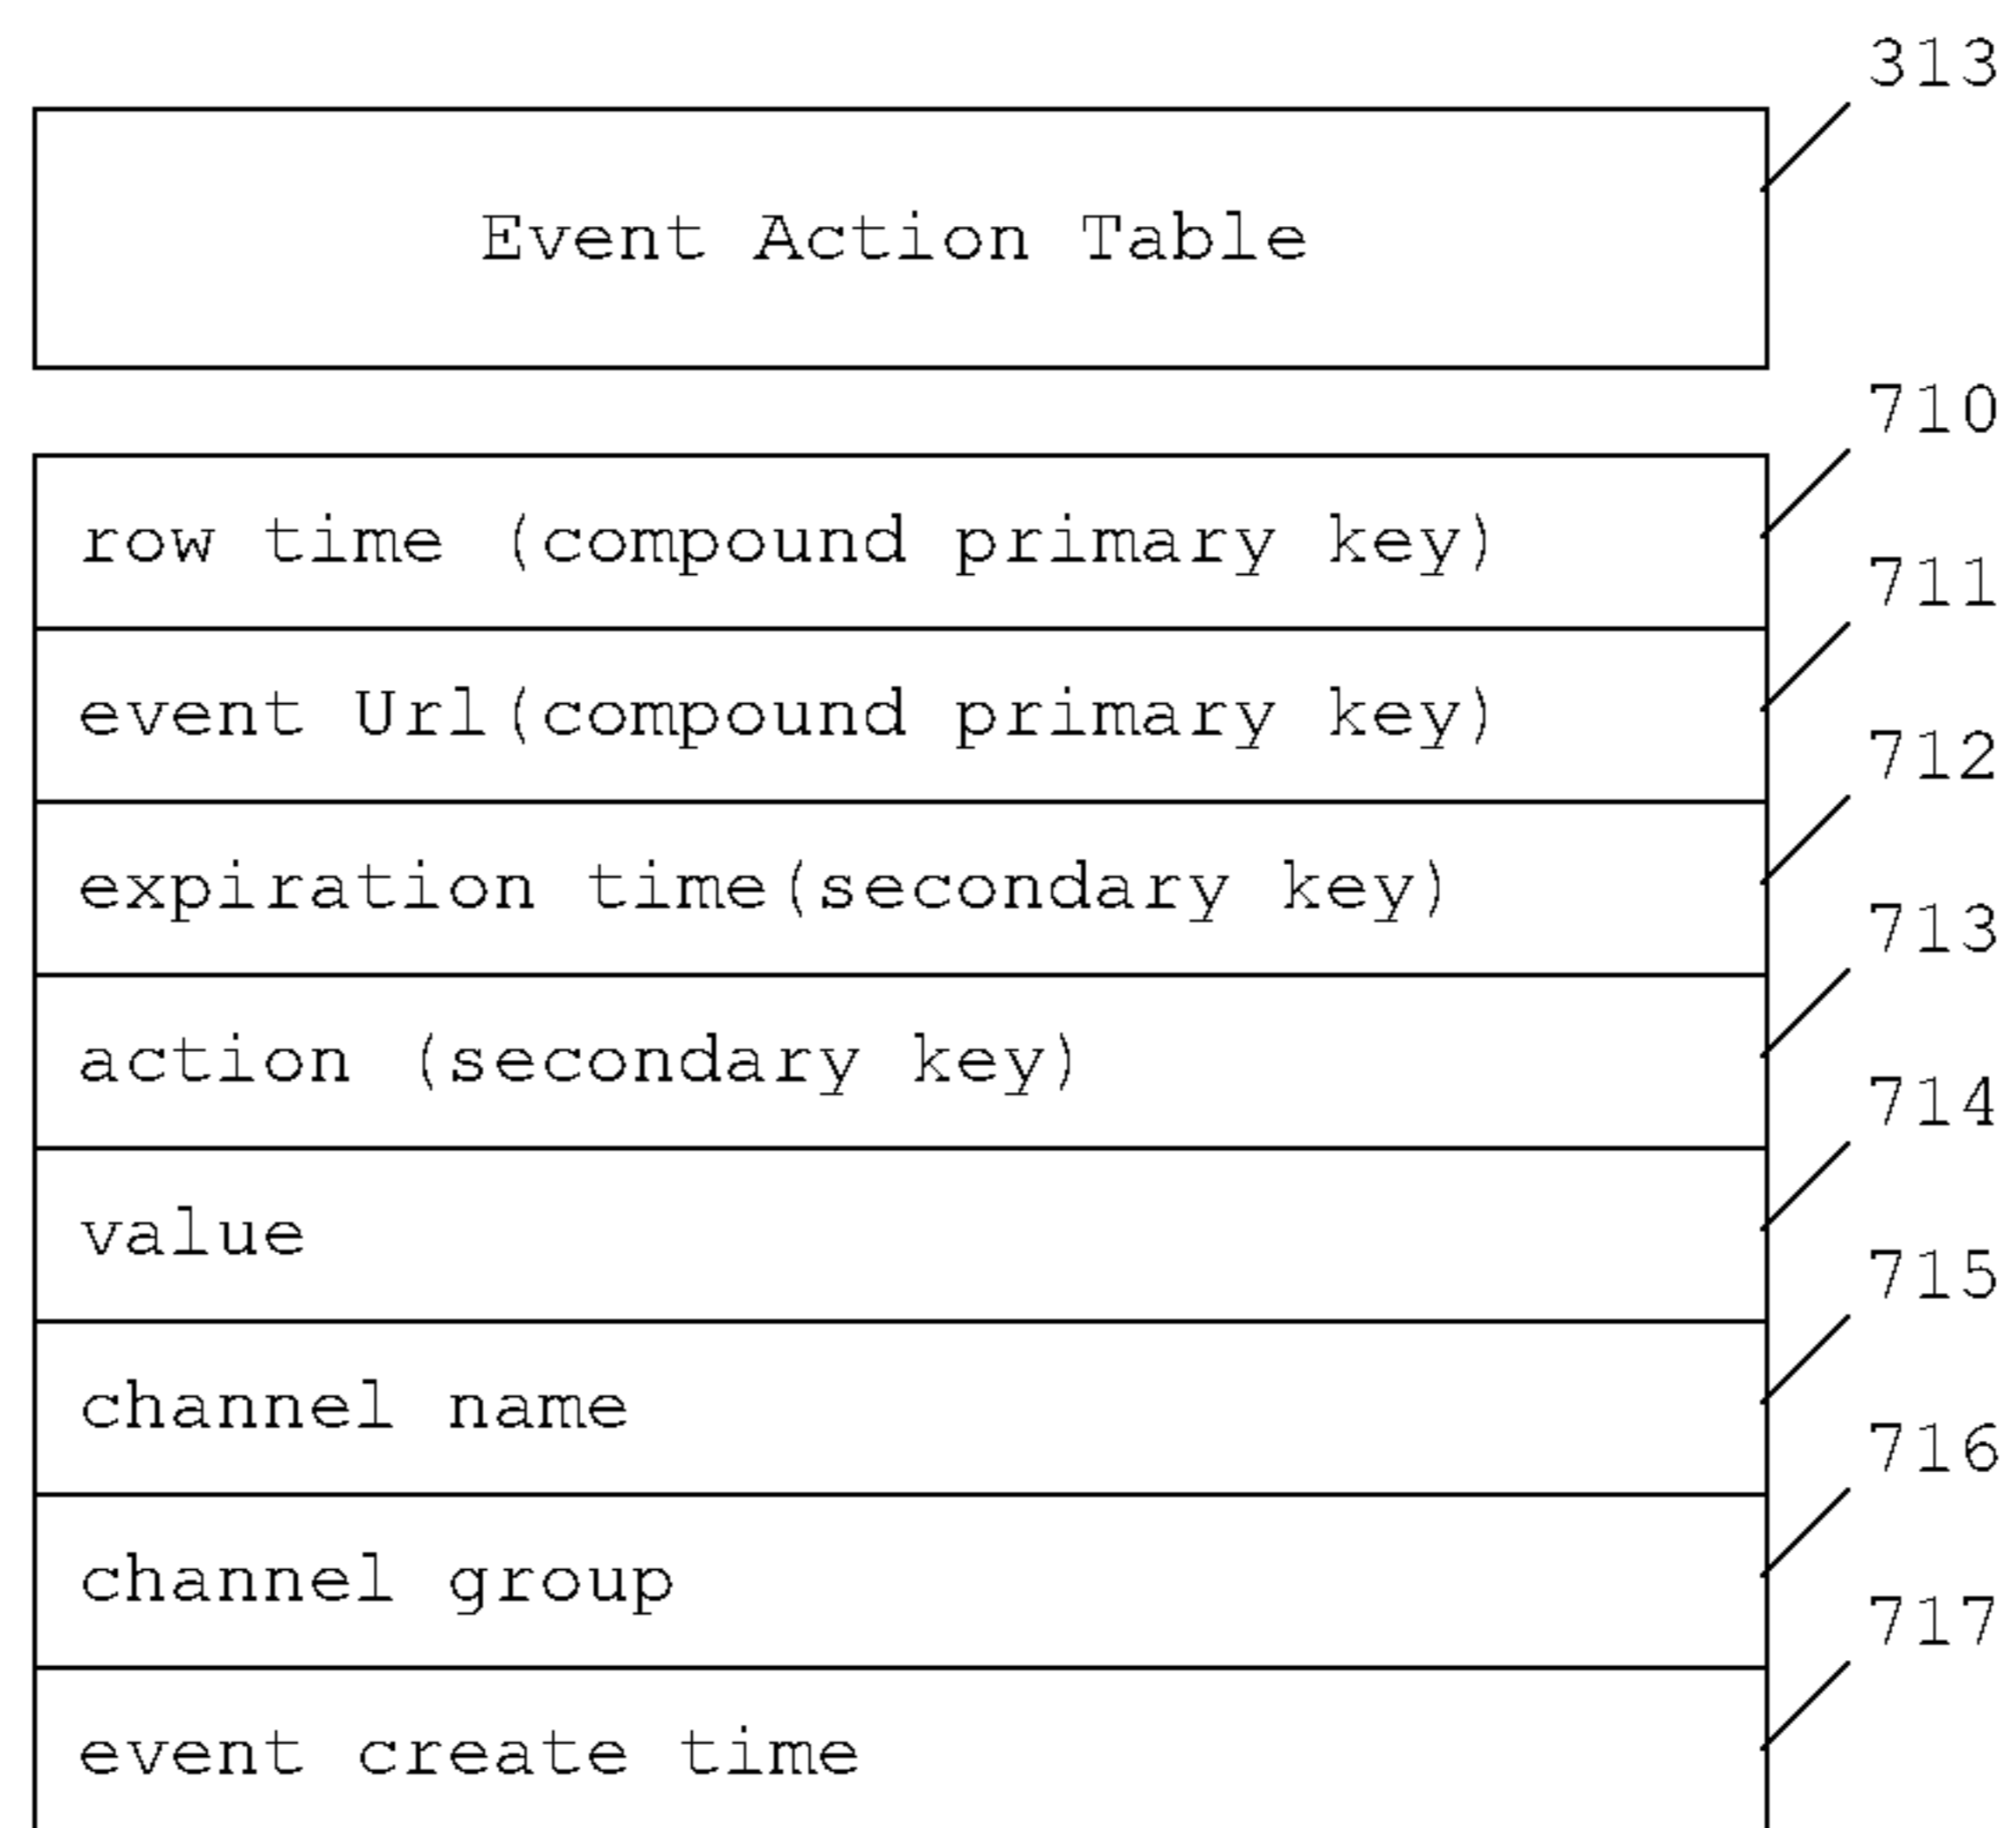 313
Event Action Table
710
row time (compound primary key)
711
event Url(compound primary key)
712
expiration time(secondary key)
713
action (secondary key)
714
value
715
channel name
716
channel group
717
event create time